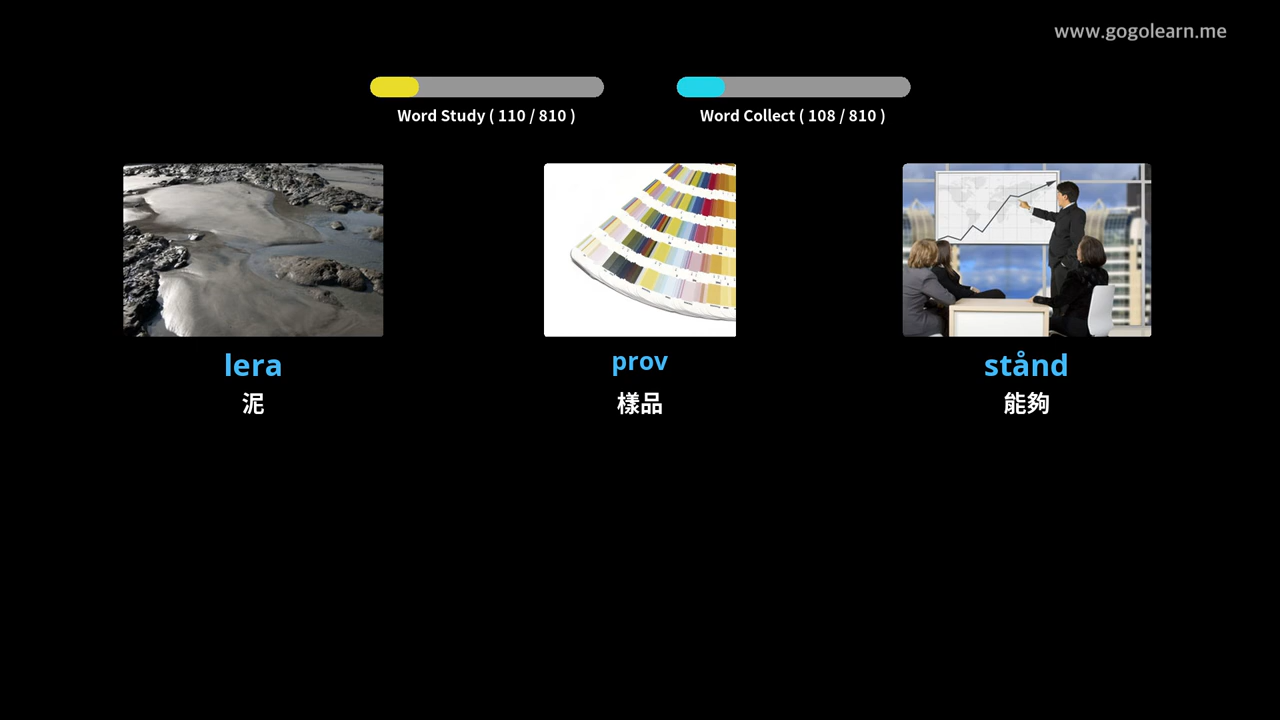 www.gogolearn.me
Word Study ( 110 / 810 )
Word Collect ( 108 / 810 )
lera
泥
prov
樣品
stånd
能夠